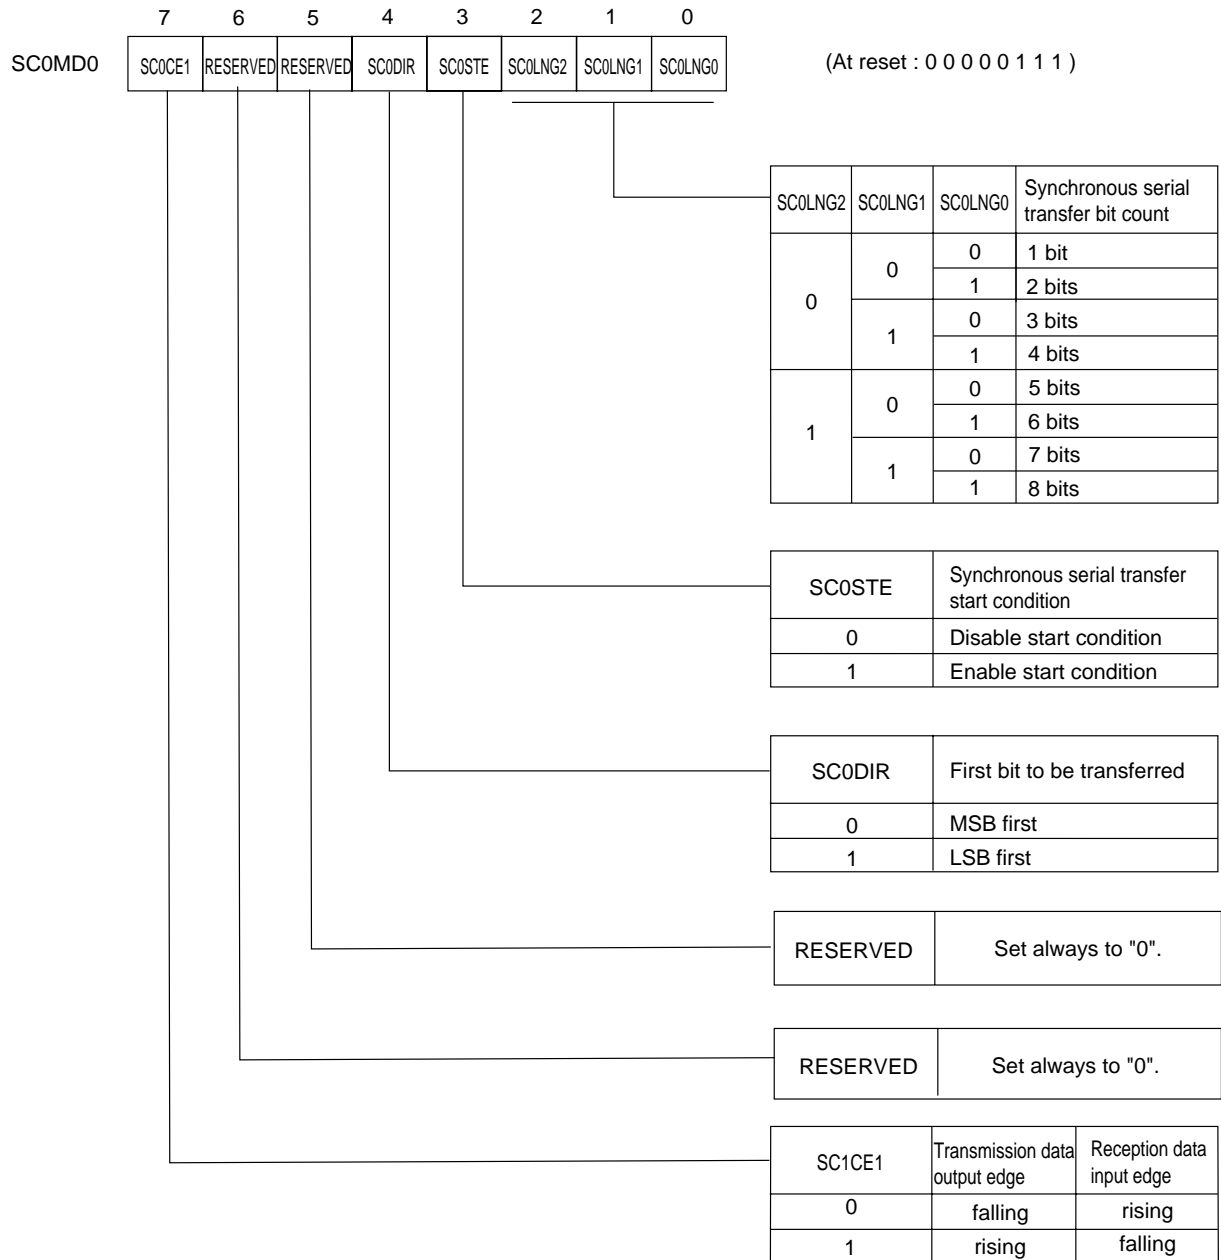 7 6 5 4 3 2 1 0
SC0MD0 SC0CE1 RESERVED RESERVED SC0DIR SC0STE SC0LNG2 SC0LNG1 SC0LNG0 (At reset : 0 0 0 0 0 1 1 1 )
SC0LNG2 SC0LNG1 SC0LNG0 Synchronous serial
transfer bit count
0 0 0 1 bit
1 2 bits
1 0 3 bits
1 4 bits
1 0 0 5 bits
1 6 bits
1 0 7 bits
1 8 bits
SC0STE Synchronous serial transfer
start condition
0 Disable start condition
1 Enable start condition
SC0DIR First bit to be transferred
0 MSB first
1 LSB first
RESERVED Set always to "0".
RESERVED Set always to "0".
SC1CE1 Transmission data Reception data
output edge input edge
0 falling rising
1 rising falling